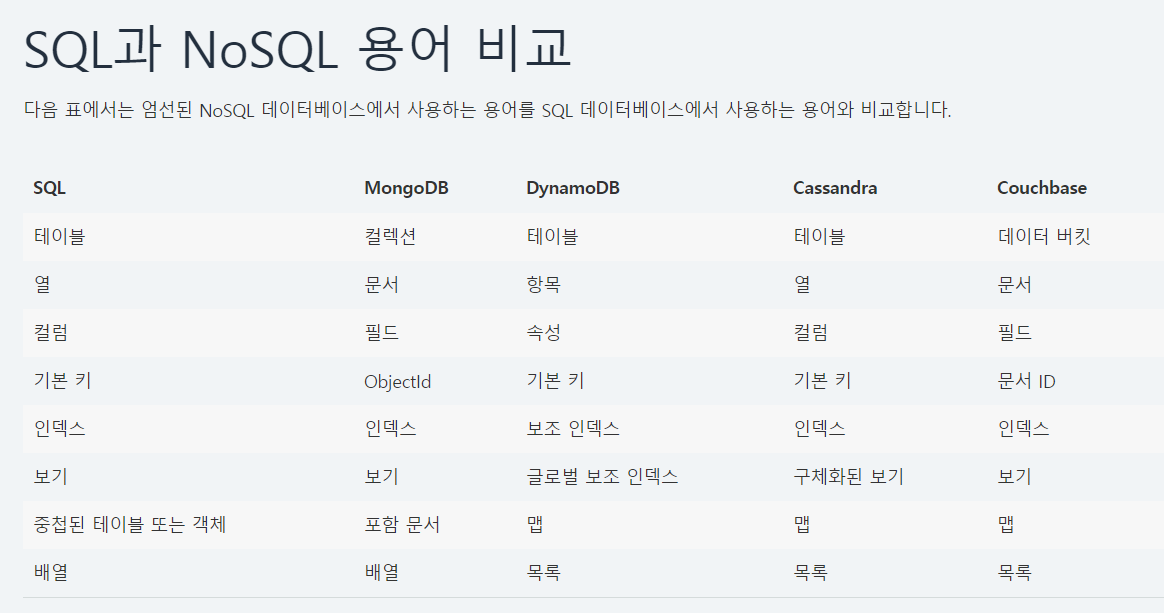 SQL과 NoSQL 용어 비교
다음 표에서는 엄선된 NoSQL 데이터베이스에서 사용하는 용어를 SQL 데이터베이스에서 사용하는 용어와 비교합니다.
SQL MongoDB DynamoDB Cassandra Couchbase
테이블 컬렉션 테이블 테이블 데이터 버킷
열 문서 항목 열 문서
컬럼 필드 속성 컬럼 필드
기본 키 ObjectId 기본 키 기본 키 문서 ID
인덱스 인덱스 보조 인덱스 인덱스 인덱스
보기 보기 글로벌 보조 인덱스 구체화된 보기 보기
중첩된 테이블 또는 객체 포함 문서 맵 맵 맵
배열 배열 목록 목록 목록